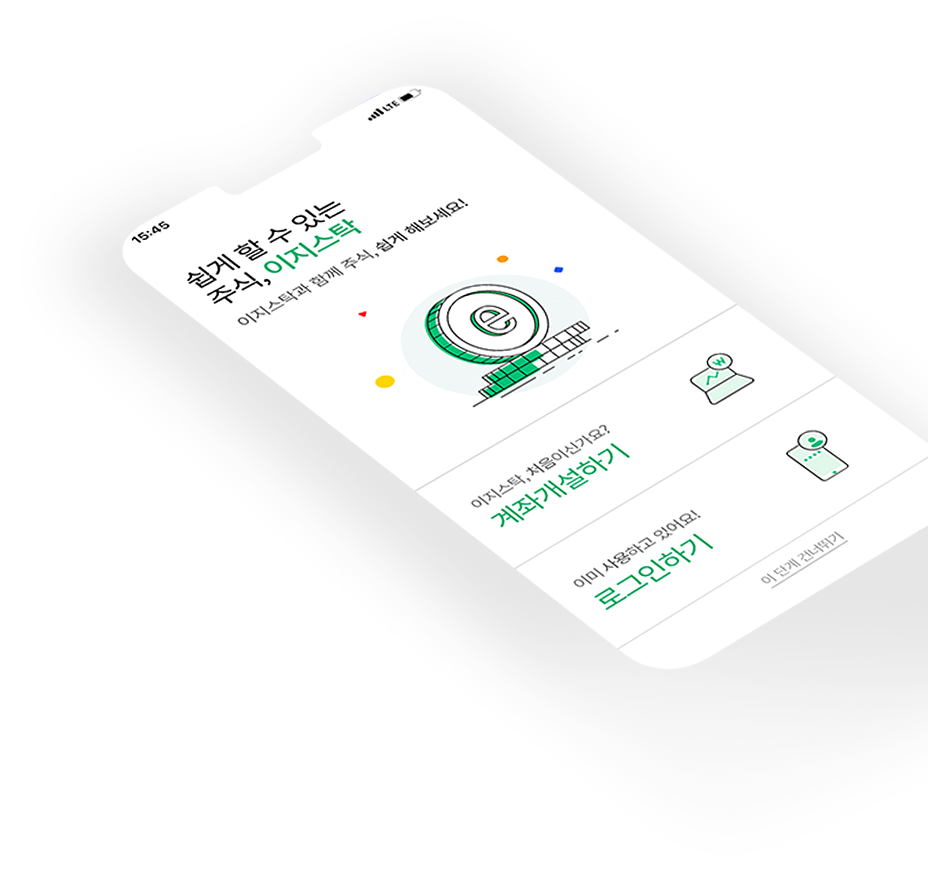 15:45
LTE
쉽게 할 수 있는
주식, 이지스탁
이지스탁과 함께 주식, 쉽게 해보세요!
e
₩
이지스탁, 처음이신가요?
계좌개설하기
이미 사용하고 있어요!
로그인하기
이 단계 건너뛰기